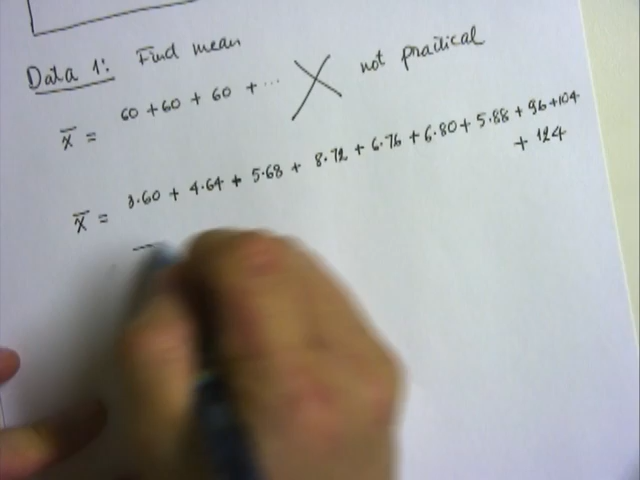 Data 1: Find mean
x̄ = 60 + 60 + 60 + ... X not practical
x̄ = 3·60 + 4·64 + 5·68 + 8·72 + 6·76 + 6·80 + 5·88 + 96 + 104
+ 124